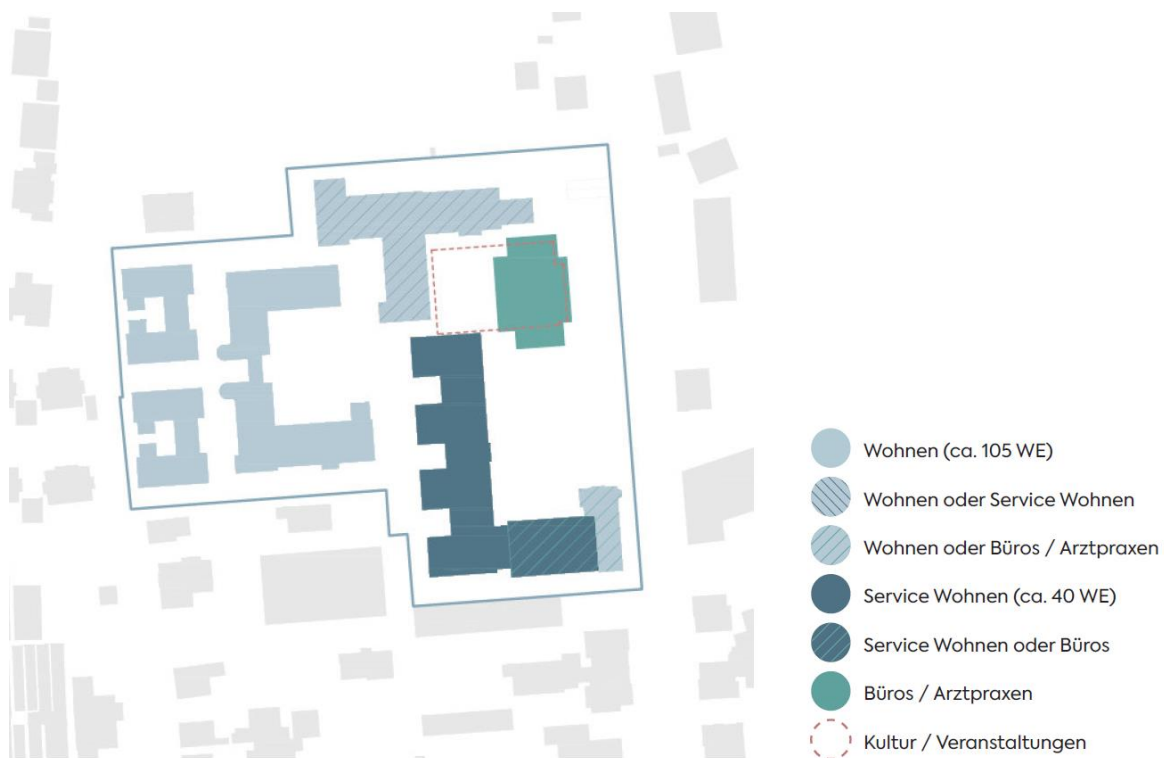 Wohnen (ca. 105 WE)
Wohnen oder Service Wohnen
Wohnen oder Büros / Arztpraxen
Service Wohnen (ca. 40 WE)
Service Wohnen oder Büros
Büros / Arztpraxen
Kultur / Veranstaltungen